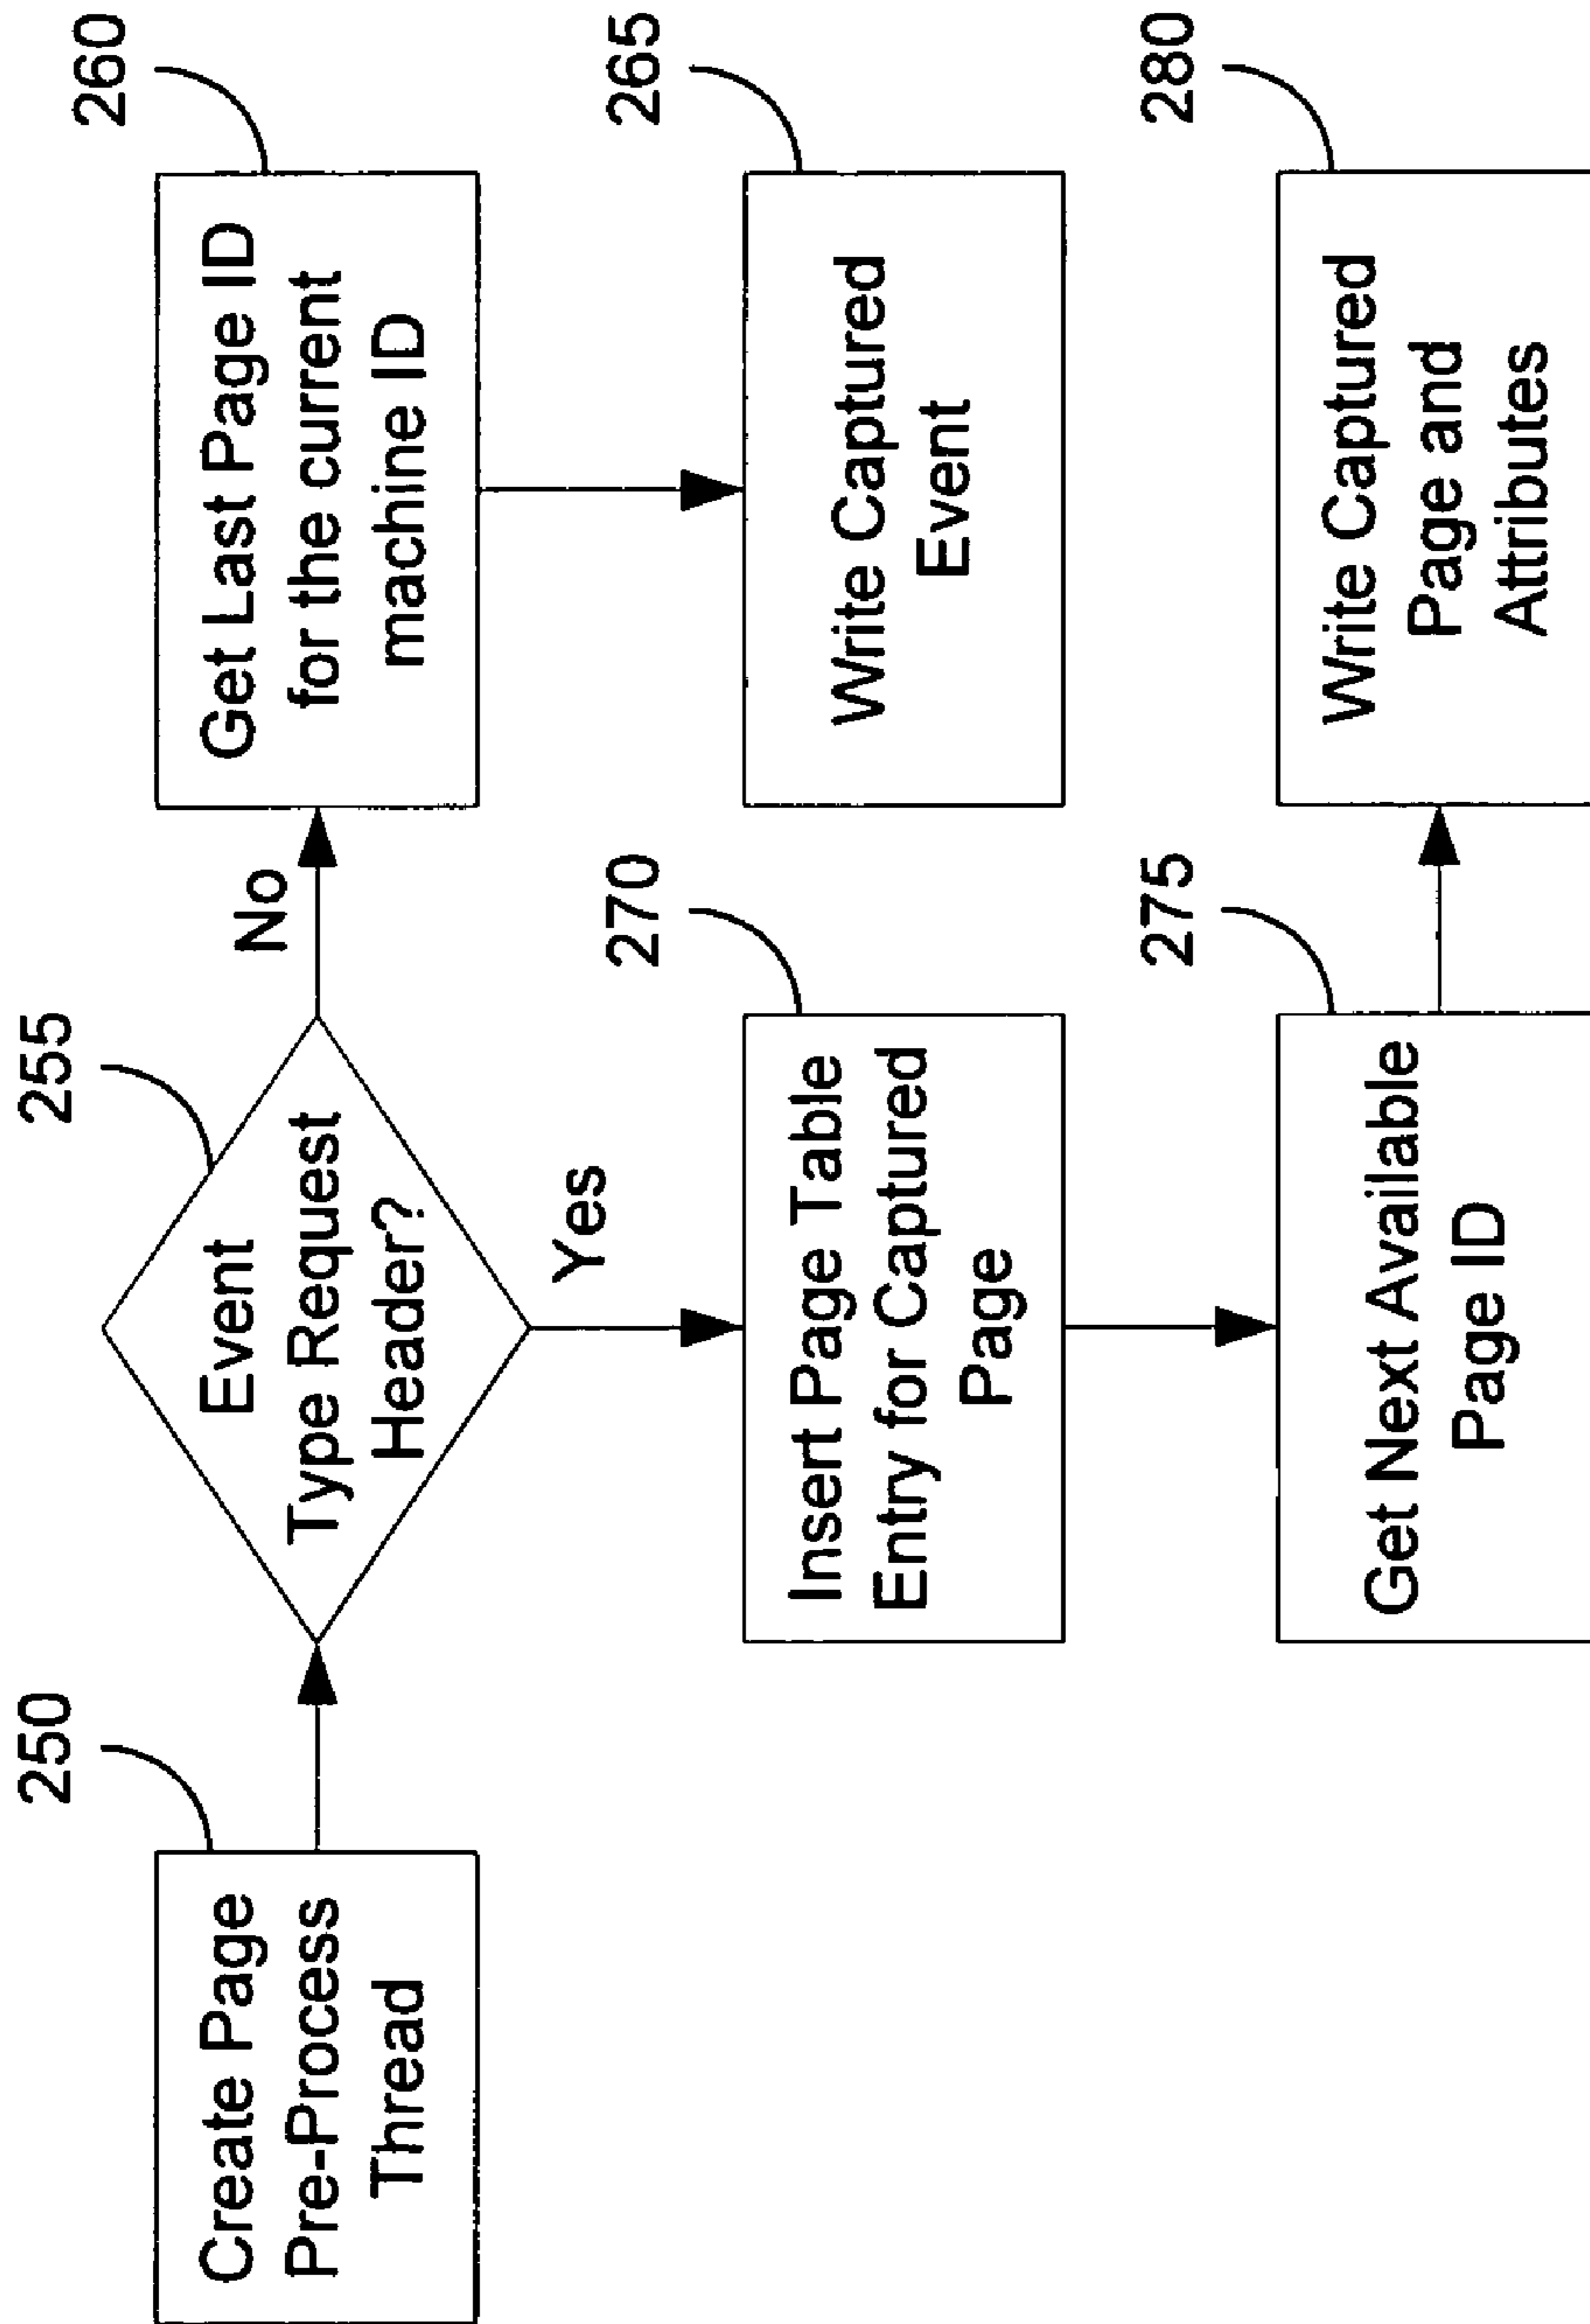 250
Create Page
Pre-Process
Thread
255
Event
Type Request
Header?
No
Yes
260
Get Last Page ID
for the current
machine ID
265
Write Captured
Event
270
Insert Page Table
Entry for Captured
Page
275
Get Next Available
Page ID
280
Write Captured
Page and
Attributes